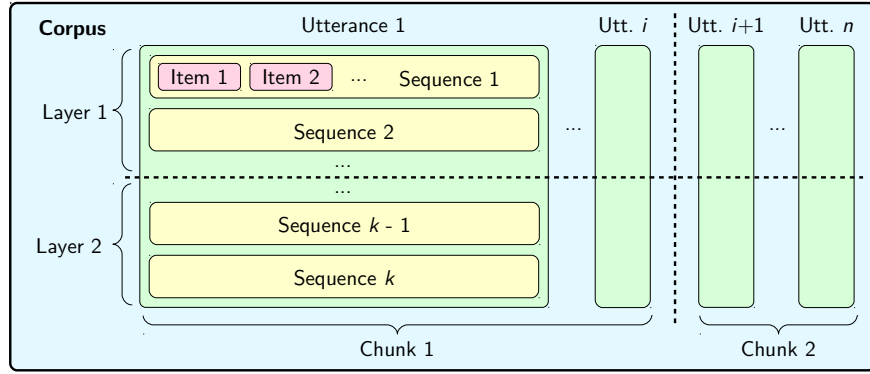 Corpus Utterance 1 Utt. i Utt. i+1 Utt. n
Item 1 Item 2 ... Sequence 1
Layer 1
Sequence 2 ... ...
...
...
Sequence k - 1
Layer 2
Sequence k
Chunk 1 Chunk 2